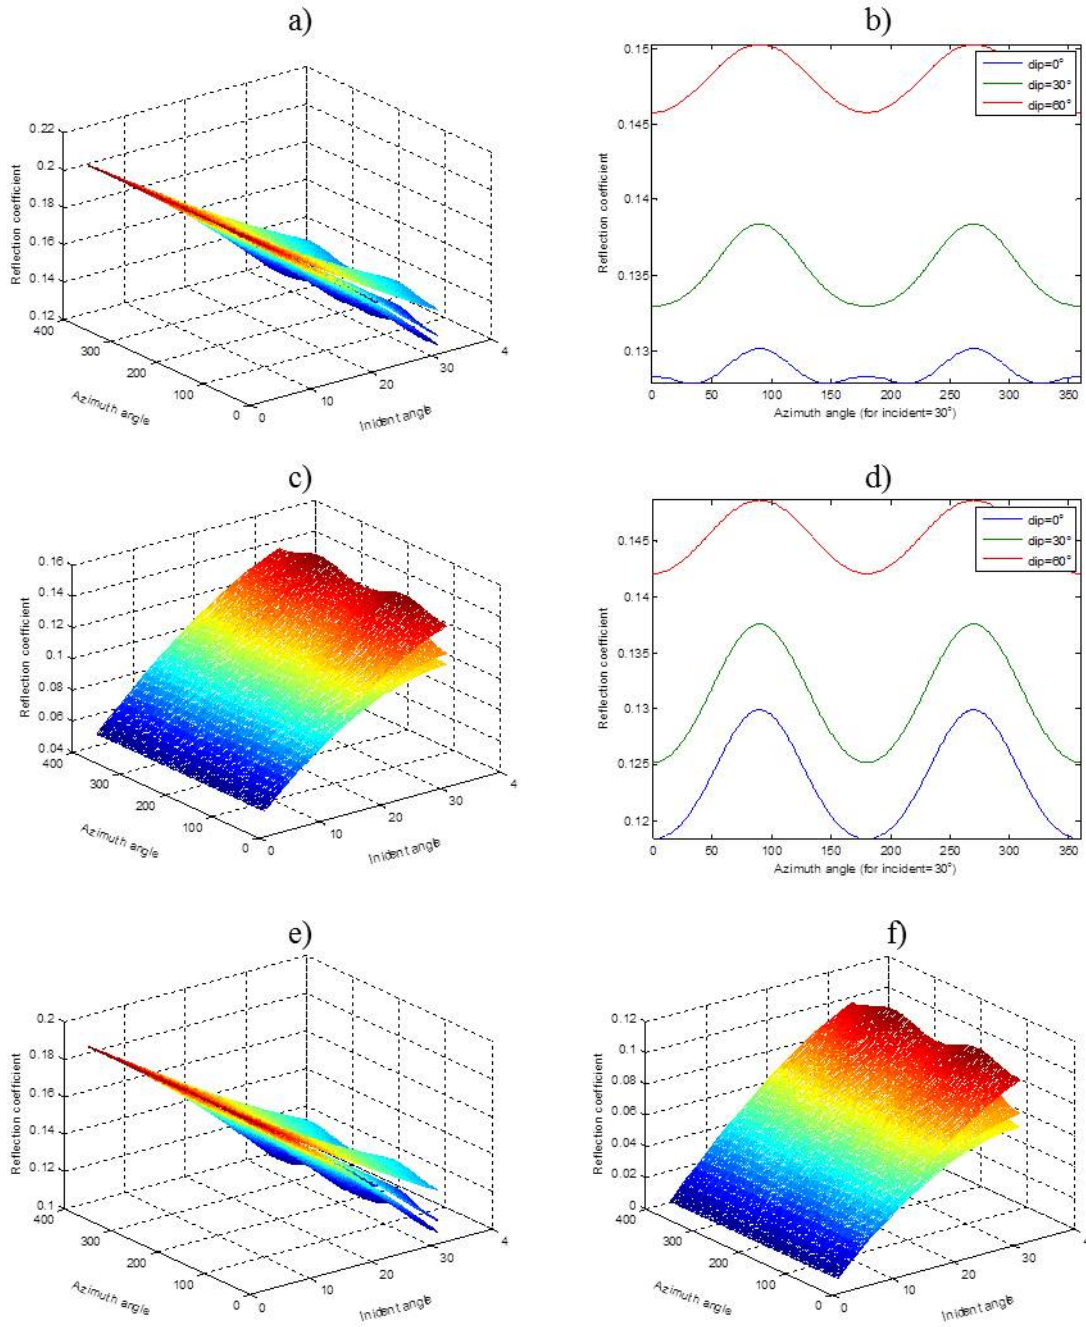 a)
0.22
0.2
0.18
0.16
0.14
0.12
Reflection coefficient
400
300
200
100
0
Azimuth angle
0
10
20
30
4
Inident angle
b)
0.15
0.145
0.14
0.135
0.13
Reflection coefficient
dip=0°
dip=30°
dip=60°
0 50 100 150 200 250 300 350
Azimuth angle (for incident=30°)
c)
0.16
0.14
0.12
0.1
0.08
0.06
0.04
Reflection coefficient
400
300
200
100
0
Azimuth angle
0
10
20
30
4
Inident angle
d)
0.145
0.14
0.135
0.13
0.125
0.12
Reflection coefficient
dip=0°
dip=30°
dip=60°
0 50 100 150 200 250 300 350
Azimuth angle (for incident=30°)
e)
0.2
0.18
0.16
0.14
0.12
0.1
Reflection coefficient
400
300
200
100
0
Azimuth angle
0
10
20
30
4
Inident angle
f)
0.12
0.1
0.08
0.06
0.04
0.02
0
Reflection coefficient
400
300
200
100
0
Azimuth angle
0
10
20
30
4
Inident angle